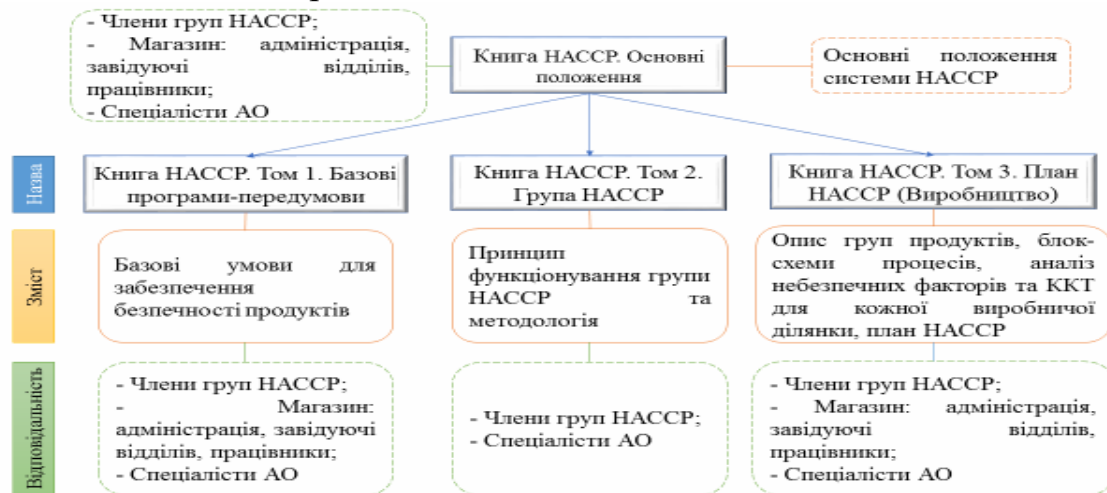 - Члени груп НАССР;
- Магазин: адміністрація,
завідуючі відділів,
працівники;
- Спеціалісти АО
Книга НАССР. Основні
положення
Основні положення
системи НАССР
Назва
Книга НАССР. Том 1. Базові
програми-передумови
Книга НАССР. Том 2.
Група НАССР
Книга НАССР. Том 3. План
НАССР (Виробництво)
Зміст
Базові умови для
забезпечення
безпечності продуктів
Принцип
функціонування групи
НАССР та
методологія
Опис груп продуктів, блок-
схеми процесів, аналіз
небезпечних факторів та ККТ
для кожної виробничої
ділянки, план НАССР
Відповідальність
- Члени груп НАССР;
- Магазин:
адміністрація, завідуючі
відділів, працівники;
- Спеціалісти АО
- Члени груп НАССР;
- Спеціалісти АО
- Члени груп НАССР;
- Магазин: адміністрація,
завідуючі відділів,
працівники;
- Спеціалісти АО